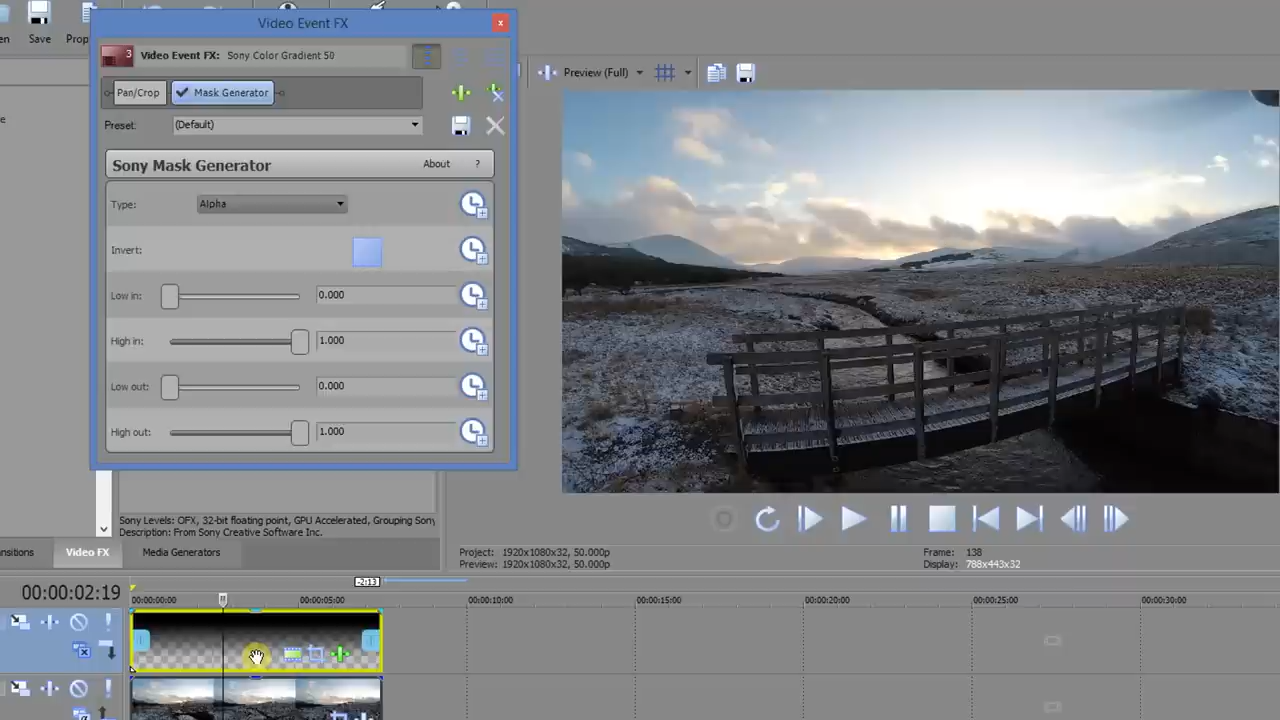 Video Event FX
x
en
Save
Prop
3
Video Event FX: Sony Color Gradient 50
Pan/Crop
Mask Generator
Preset: (Default)
Sony Mask Generator
About ?
Type: Alpha
Invert:
Low in: 0.000
High in: 1.000
Low out: 0.000
High out: 1.000
Preview (Full)
e
Sony Levels: OFX, 32-bit floating point, GPU Accelerated, Grouping Sony
Description: From Sony Creative Software Inc.
ansitions
Video FX
Media Generators
Project: 1920x1080x32, 50.000p
Preview: 1920x1080x32, 50.000p
Frame: 138
Display: 788x443x32
00:00:02:19
-2:13
00:00:00:00
00:00:05:00
00:00:10:00
00:00:15:00
00:00:20:00
00:00:25:00
00:00:30:00